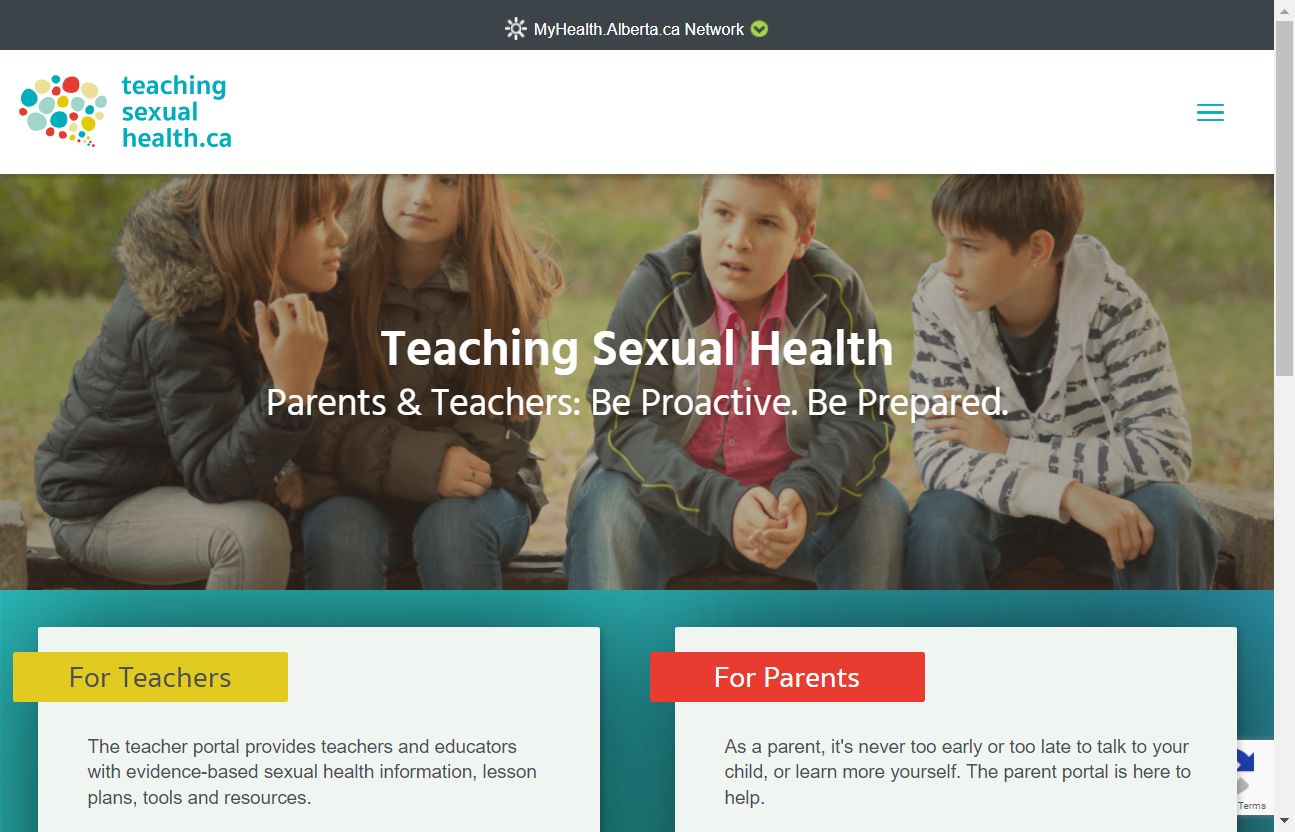 MyHealth.Alberta.ca Network
teaching
sexual
health.ca
Teaching Sexual Health
Parents & Teachers: Be Proactive. Be Prepared.
For Teachers
The teacher portal provides teachers and educators
with evidence-based sexual health information, lesson
plans, tools and resources.
For Parents
As a parent, it's never too early or too late to talk to your
child, or learn more yourself. The parent portal is here to
help.
Terms